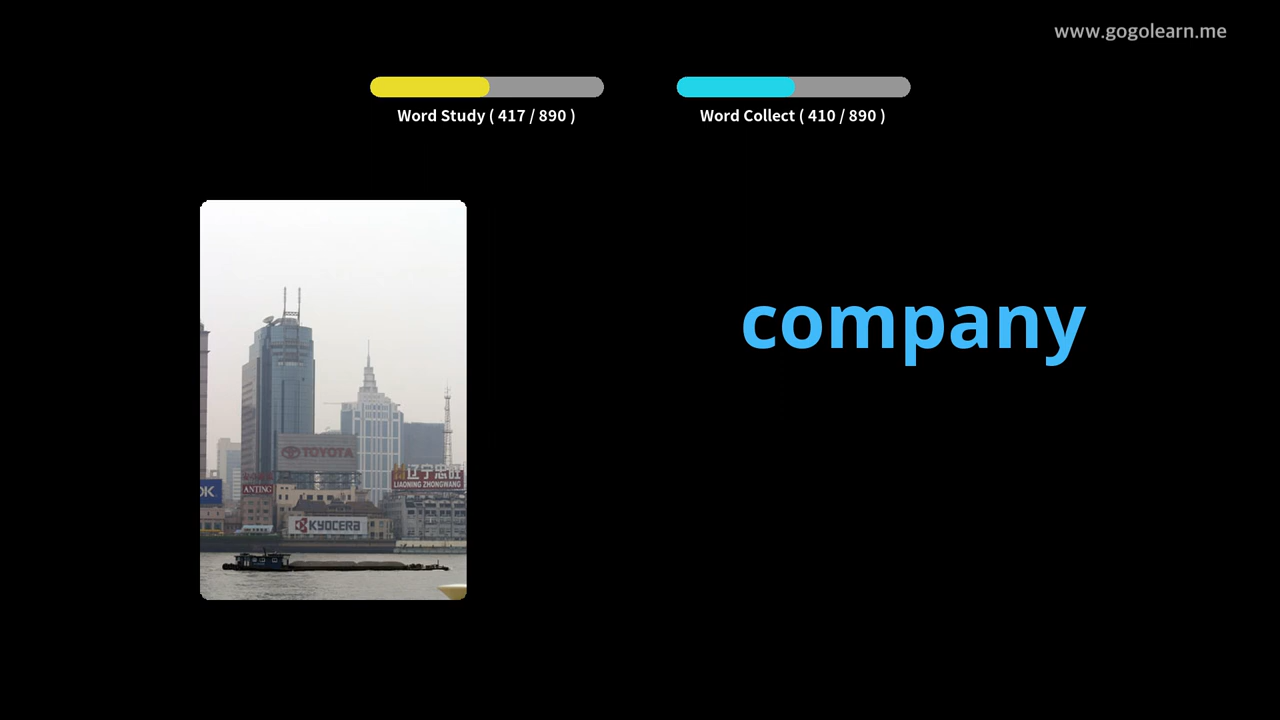 www.gogolearn.me
Word Study ( 417 / 890 )
Word Collect ( 410 / 890 )
company
TOYOTA
辽宁忠旺
LIAONING ZHONGWANG
ANTING
OK
KYOCERA